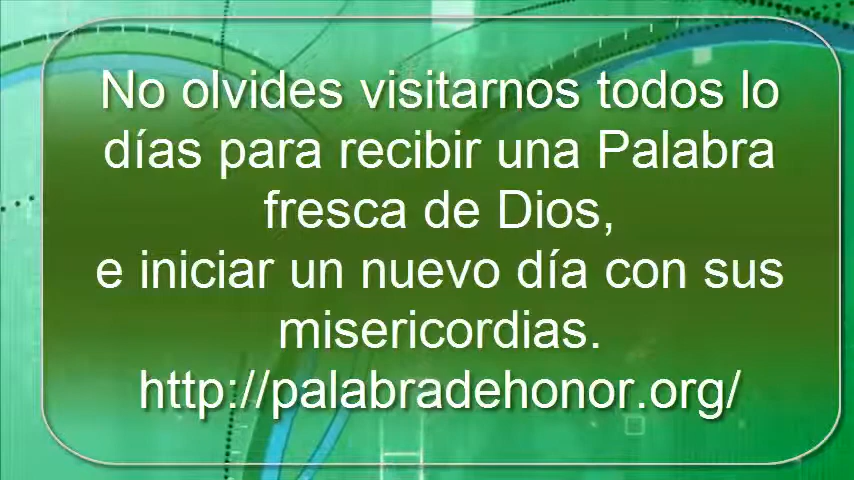 No olvides visitarnos todos lo
días para recibir una Palabra
fresca de Dios,
e iniciar un nuevo día con sus
misericordias.
http://palabradehonor.org/